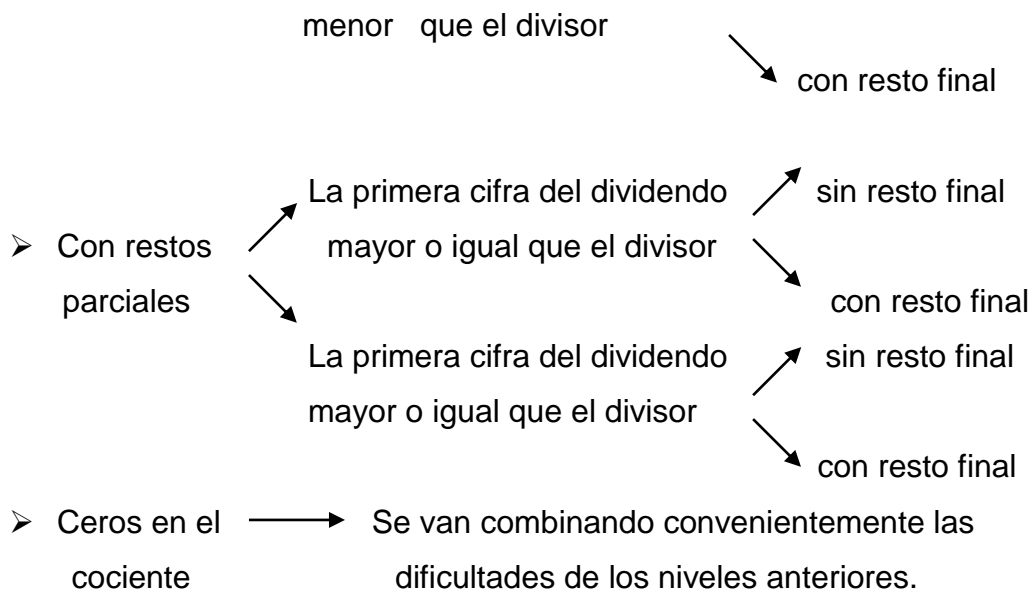 menor que el divisor
con resto final
La primera cifra del dividendo sin resto final
➢ Con restos mayor o igual que el divisor
parciales con resto final
La primera cifra del dividendo sin resto final
mayor o igual que el divisor
con resto final
➢ Ceros en el Se van combinando convenientemente las
cociente dificultades de los niveles anteriores.